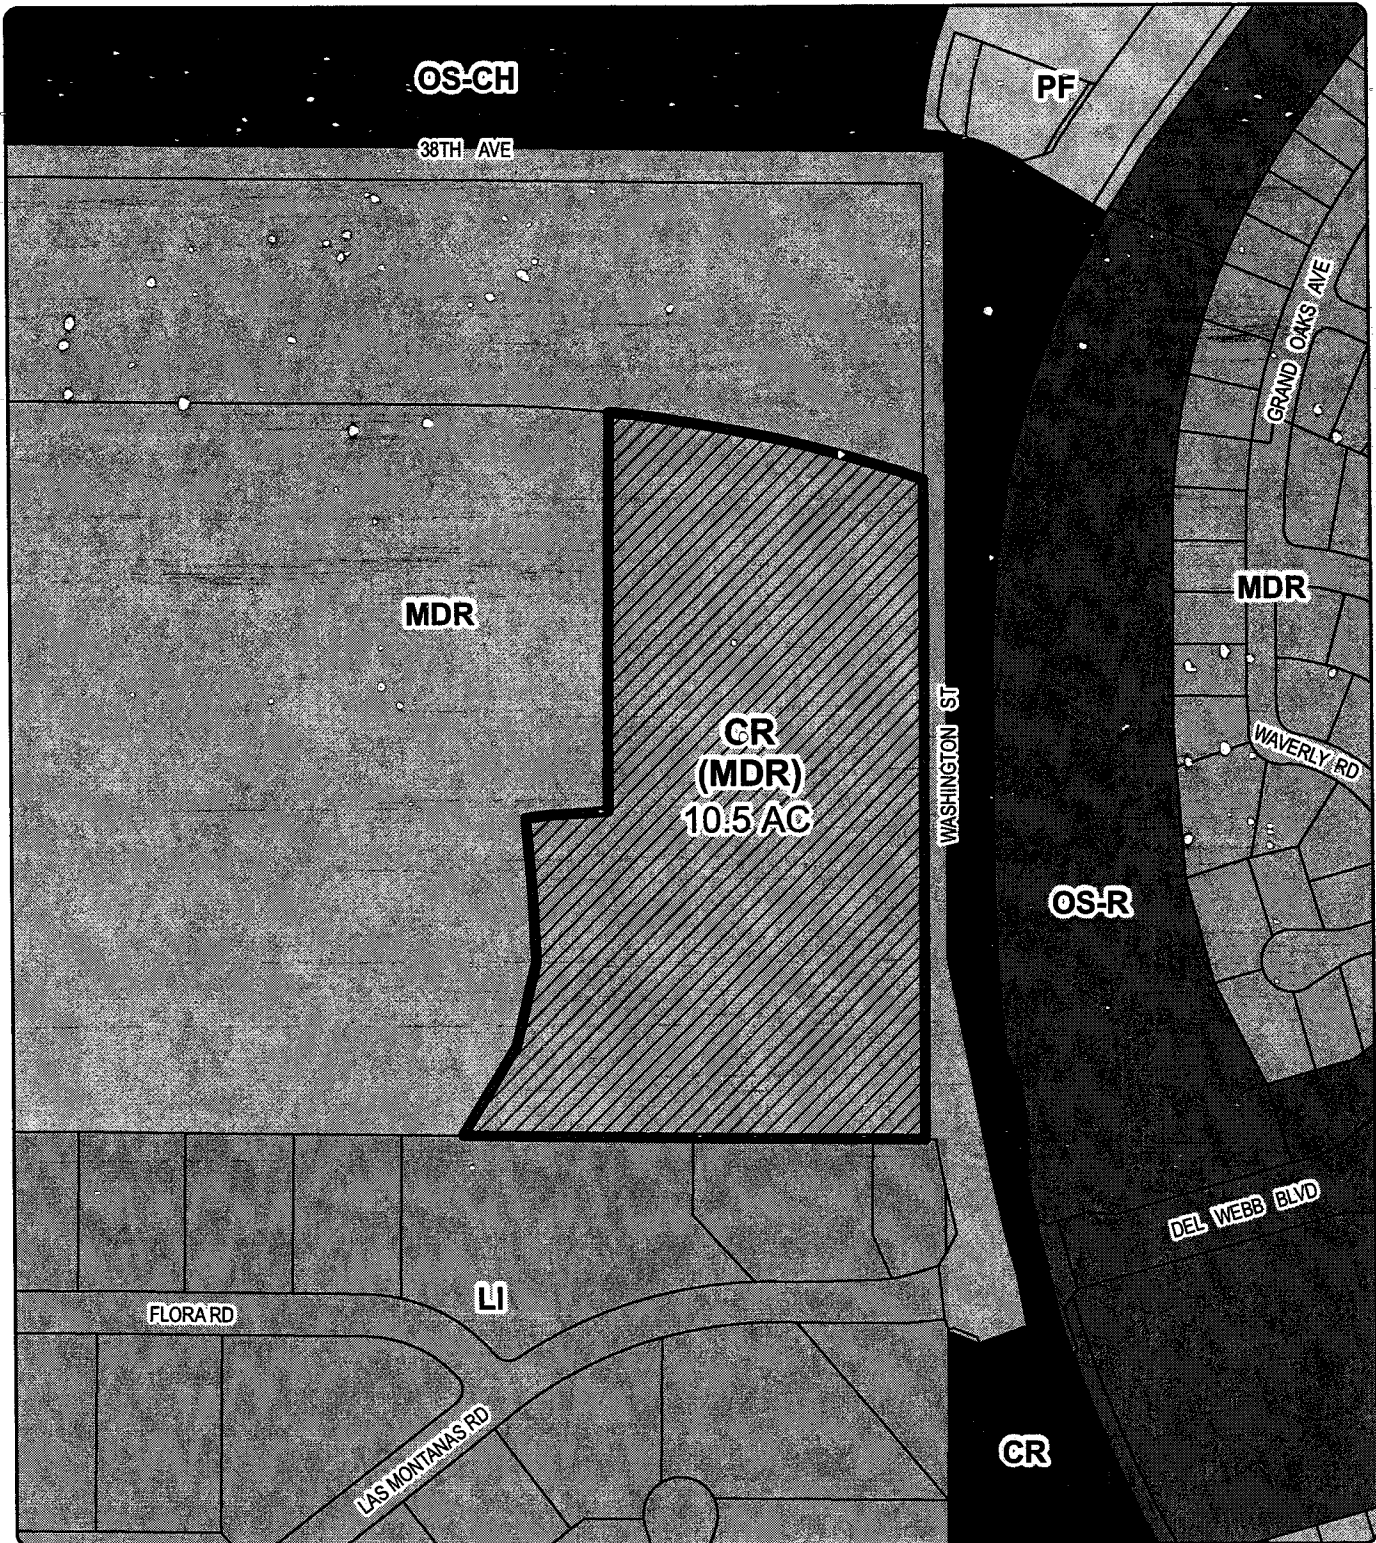 OS-CH
PF
38TH AVE
GRAND OAKS AVE
MDR
MDR
CR
(MDR)
10.5 AC
WASHINGTON ST
WAVERLY RD
OS-R
DEL WEBB BLVD
LI
FLORA RD
LAS MONTANAS RD
CR